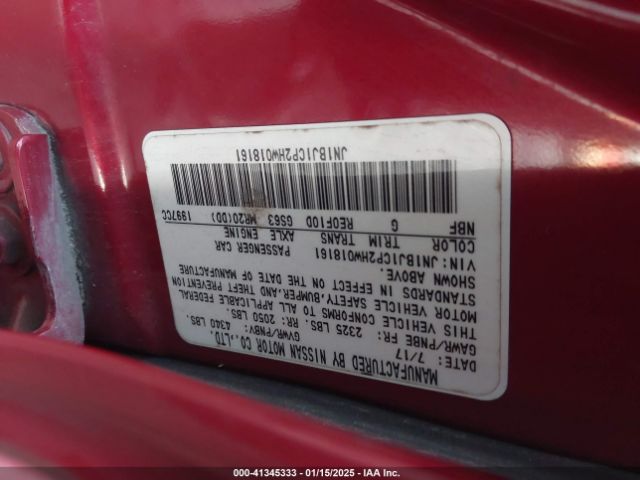 MANUFACTURED BY NISSAN MOTOR CO.,LTD.
DATE: 7/17 GVWR/PNBV: 4340 LBS.
GAWR/PNBE FR: 2325 LBS. RR: 2050 LBS.
THIS VEHICLE CONFORMS TO ALL APPLICABLE FEDERAL
MOTOR VEHICLE SAFETY,BUMPER,AND THEFT PREVENTION
STANDARDS IN EFFECT ON THE DATE OF MANUFACTURE
SHOWN ABOVE.
VIN: JN1BJ1CP2HW018161 PASSENGER CAR
COLOR TRIM TRANS AXLE ENGINE
NBF G REOF10D GS63 MR20(DD) 1997CC
JN1BJ1CP2HW018161
000-41345333 - 01/15/2025 - IAA Inc.